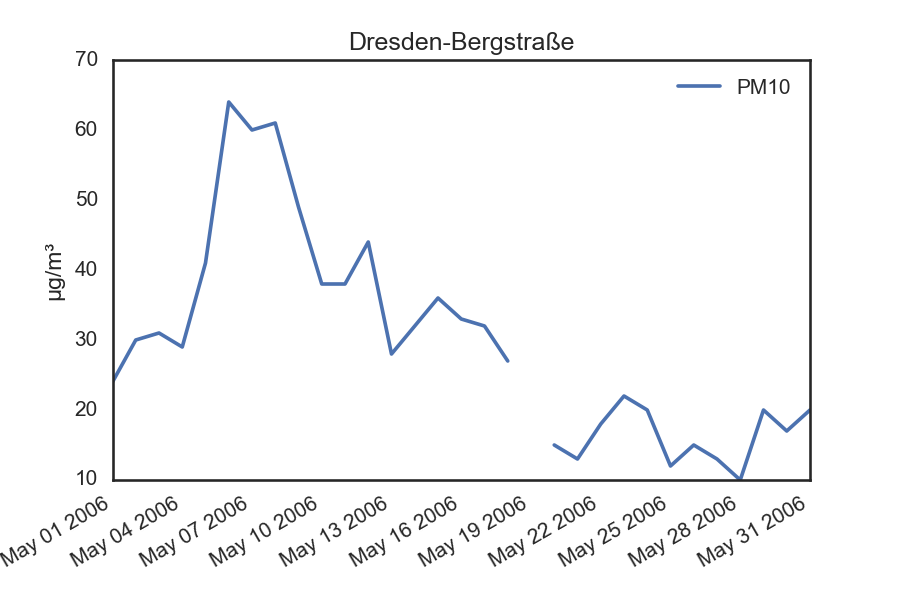 Dresden-Bergstraße
70
PM10
60
50
µg/m³
40
30
20
10
May 01 2006
May 04 2006
May 07 2006
May 10 2006
May 13 2006
May 16 2006
May 19 2006
May 22 2006
May 25 2006
May 28 2006
May 31 2006